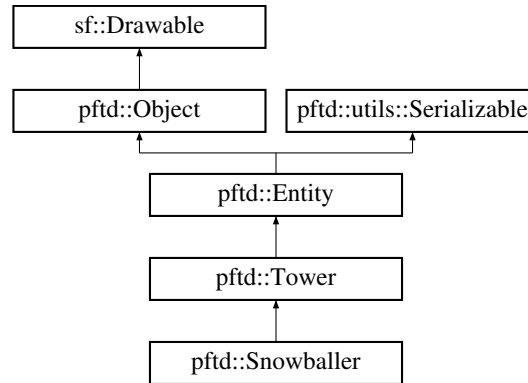 sf::Drawable
pftd::Object
pftd::utils::Serializable
pftd::Entity
pftd::Tower
pftd::Snowballer